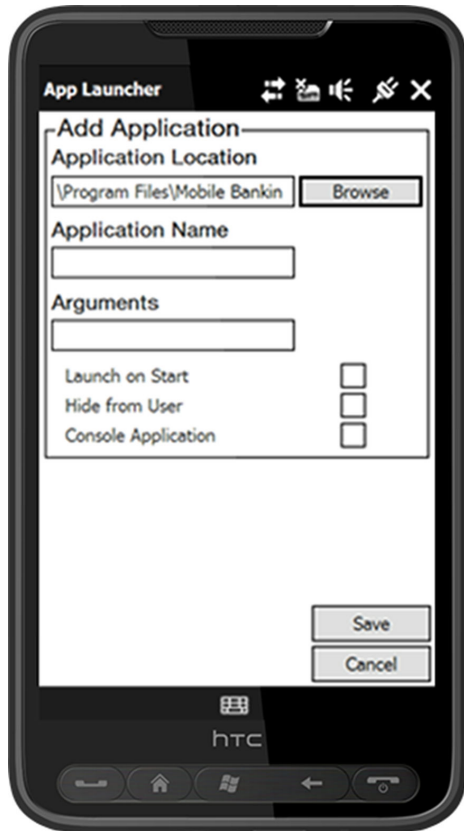 App Launcher
Add Application
Application Location
\Program Files\Mobile Bankin
Browse
Application Name
Arguments
Launch on Start
Hide from User
Console Application
Save
Cancel
hTC